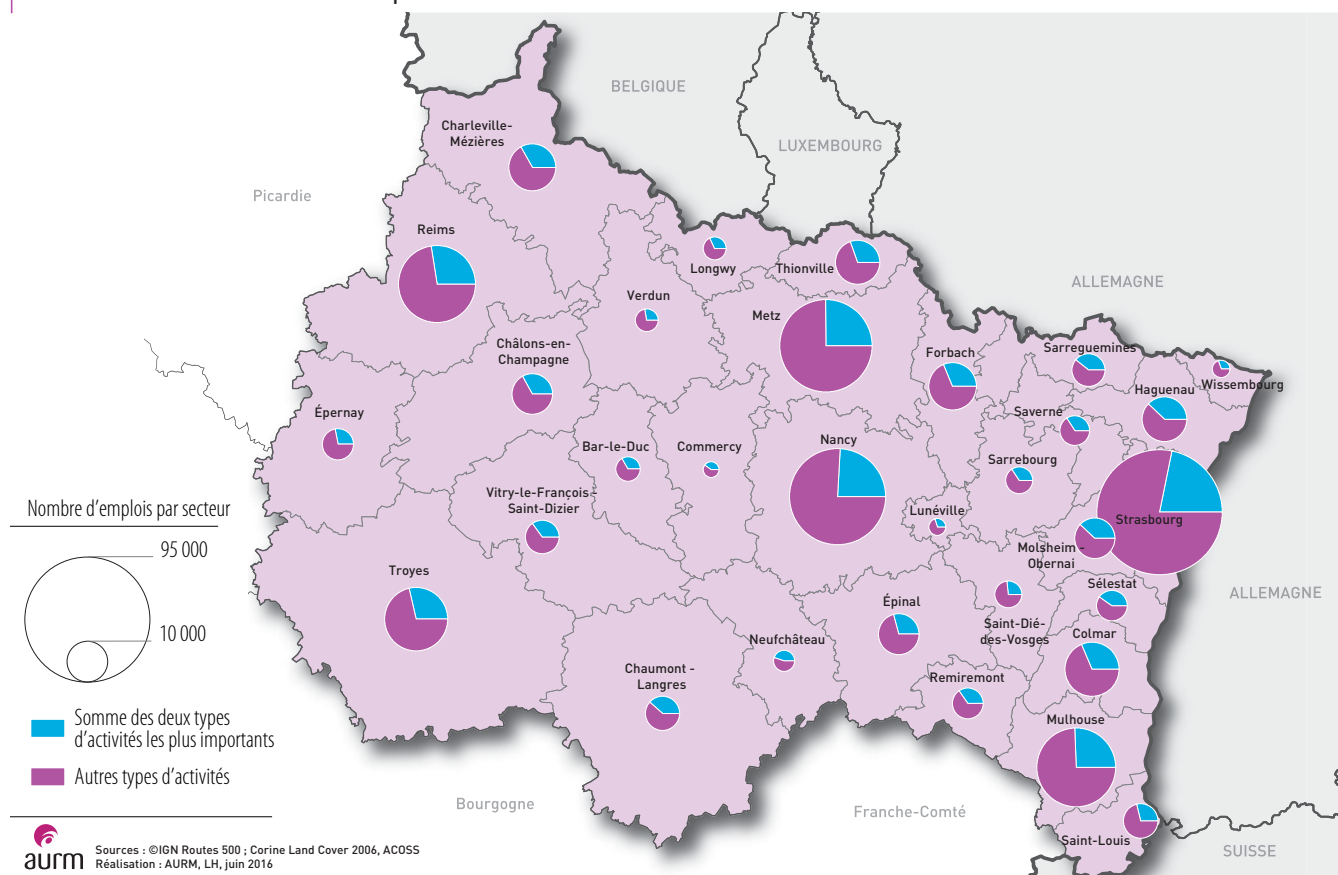 BELGIQUE
LUXEMBOURG
Charleville-
Mézières
Picardie
Reims
Longwy
Thionville
ALLEMAGNE
Verdun
Metz
Châlons-en-
Champagne
Forbach
Sarreguemines
Wissembourg
Haguenau
Épernay
Saverne
Bar-le-Duc
Commercy
Nancy
Sarrebourg
Vitry-le-François-
Saint-Dizier
Lunéville
Strasbourg
Molsheim -
Obernai
Troyes
Sélestat
ALLEMAGNE
Épinal
Saint-Dié-
des-Vosges
Colmar
Neufchâteau
Chaumont -
Langres
Remiremont
Mulhouse
Bourgogne
Franche-Comté
Saint-Louis
SUISSE
Nombre d'emplois par secteur
95 000
10 000
Somme des deux types
d'activités les plus importants
Autres types d'activités
aurm
Sources : ©IGN Routes 500 ; Corine Land Cover 2006, ACOSS
Réalisation : AURM, LH, juin 2016